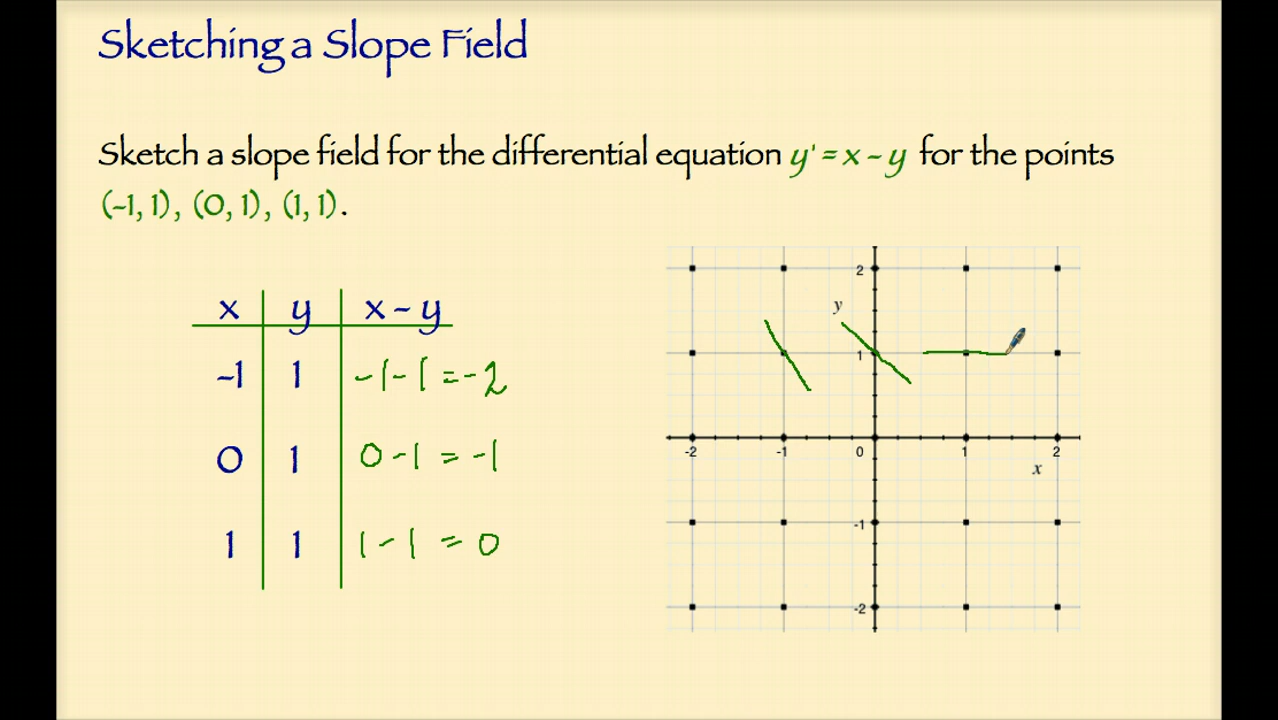 Sketching a Slope Field
Sketch a slope field for the differential equation y' = x - y for the points
(-1, 1), (0, 1), (1, 1).
x y x - y
-1 1 -1-1=-2
0 1 0-1=-1
1 1 1-1=0
2
y
1
-2 -1 0 1 2
x
-1
-2